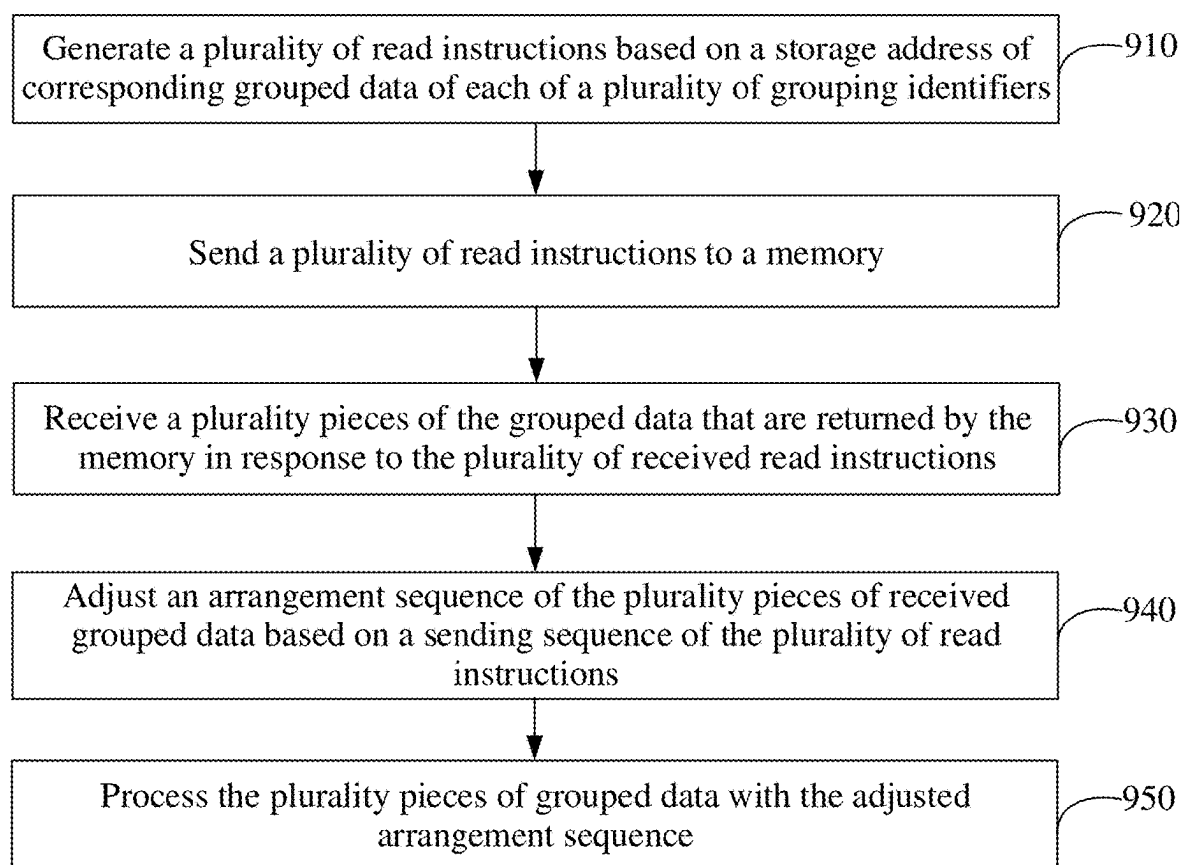 Generate a plurality of read instructions based on a storage address of
corresponding grouped data of each of a plurality of grouping identifiers
910
Send a plurality of read instructions to a memory
920
Receive a plurality pieces of the grouped data that are returned by the
memory in response to the plurality of received read instructions
930
Adjust an arrangement sequence of the plurality pieces of received
grouped data based on a sending sequence of the plurality of read
instructions
940
Process the plurality pieces of grouped data with the adjusted
arrangement sequence
950